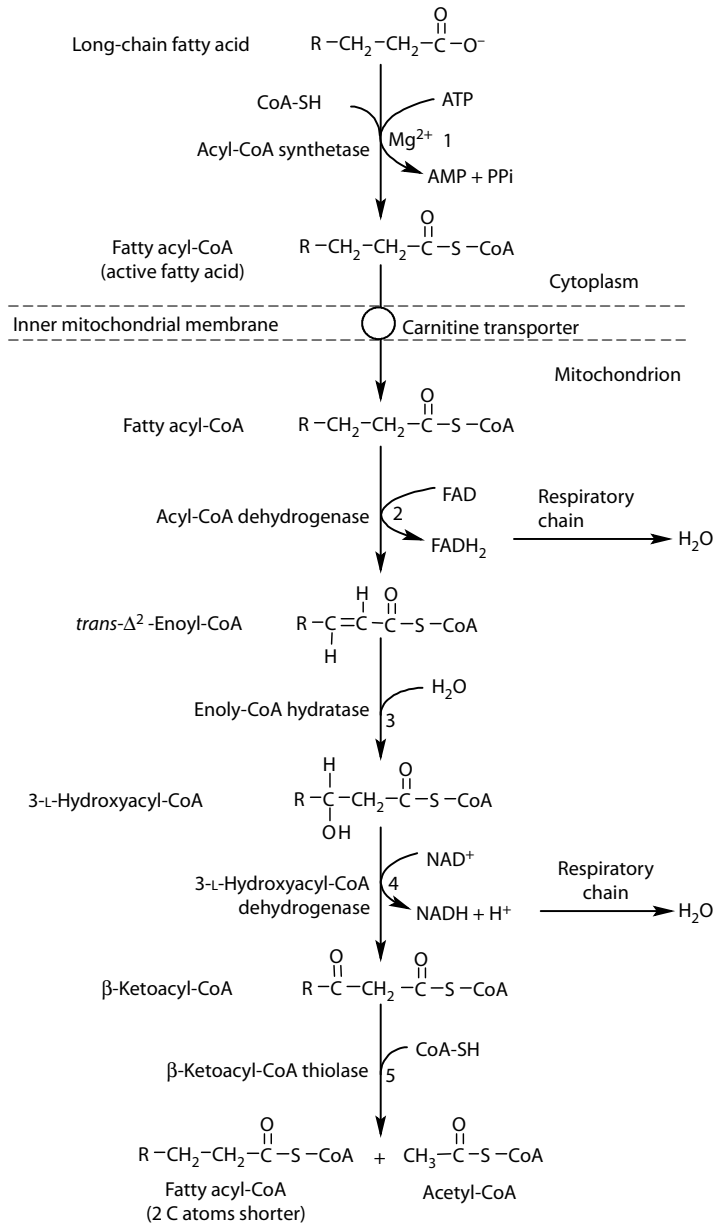 Long-chain fatty acid
O
R–CH₂–CH₂–C–O⁻
CoA-SH
ATP
Mg²⁺ 1
Acyl-CoA synthetase
AMP + PPi
O
Fatty acyl-CoA
(active fatty acid)
R–CH₂–CH₂–C–S–CoA
Cytoplasm
Inner mitochondrial membrane
Carnitine transporter
Mitochondrion
O
Fatty acyl-CoA
R–CH₂–CH₂–C–S–CoA
FAD
Acyl-CoA dehydrogenase
2
FADH₂
Respiratory
chain
H₂O
H O
trans-Δ² -Enoyl-CoA
R–C=C–C–S–CoA
H
H₂O
Enoly-CoA hydratase
3
H O
3-L-Hydroxyacyl-CoA
R–C–CH₂–C–S–CoA
OH
NAD⁺
3-L-Hydroxyacyl-CoA
dehydrogenase
4
NADH + H⁺
Respiratory
chain
H₂O
O O
β-Ketoacyl-CoA
R–C–CH₂–C–S–CoA
CoA-SH
β-Ketoacyl-CoA thiolase
5
O O
R–CH₂–CH₂–C–S–CoA + CH₃–C–S–CoA
Fatty acyl-CoA
(2 C atoms shorter)
Acetyl-CoA